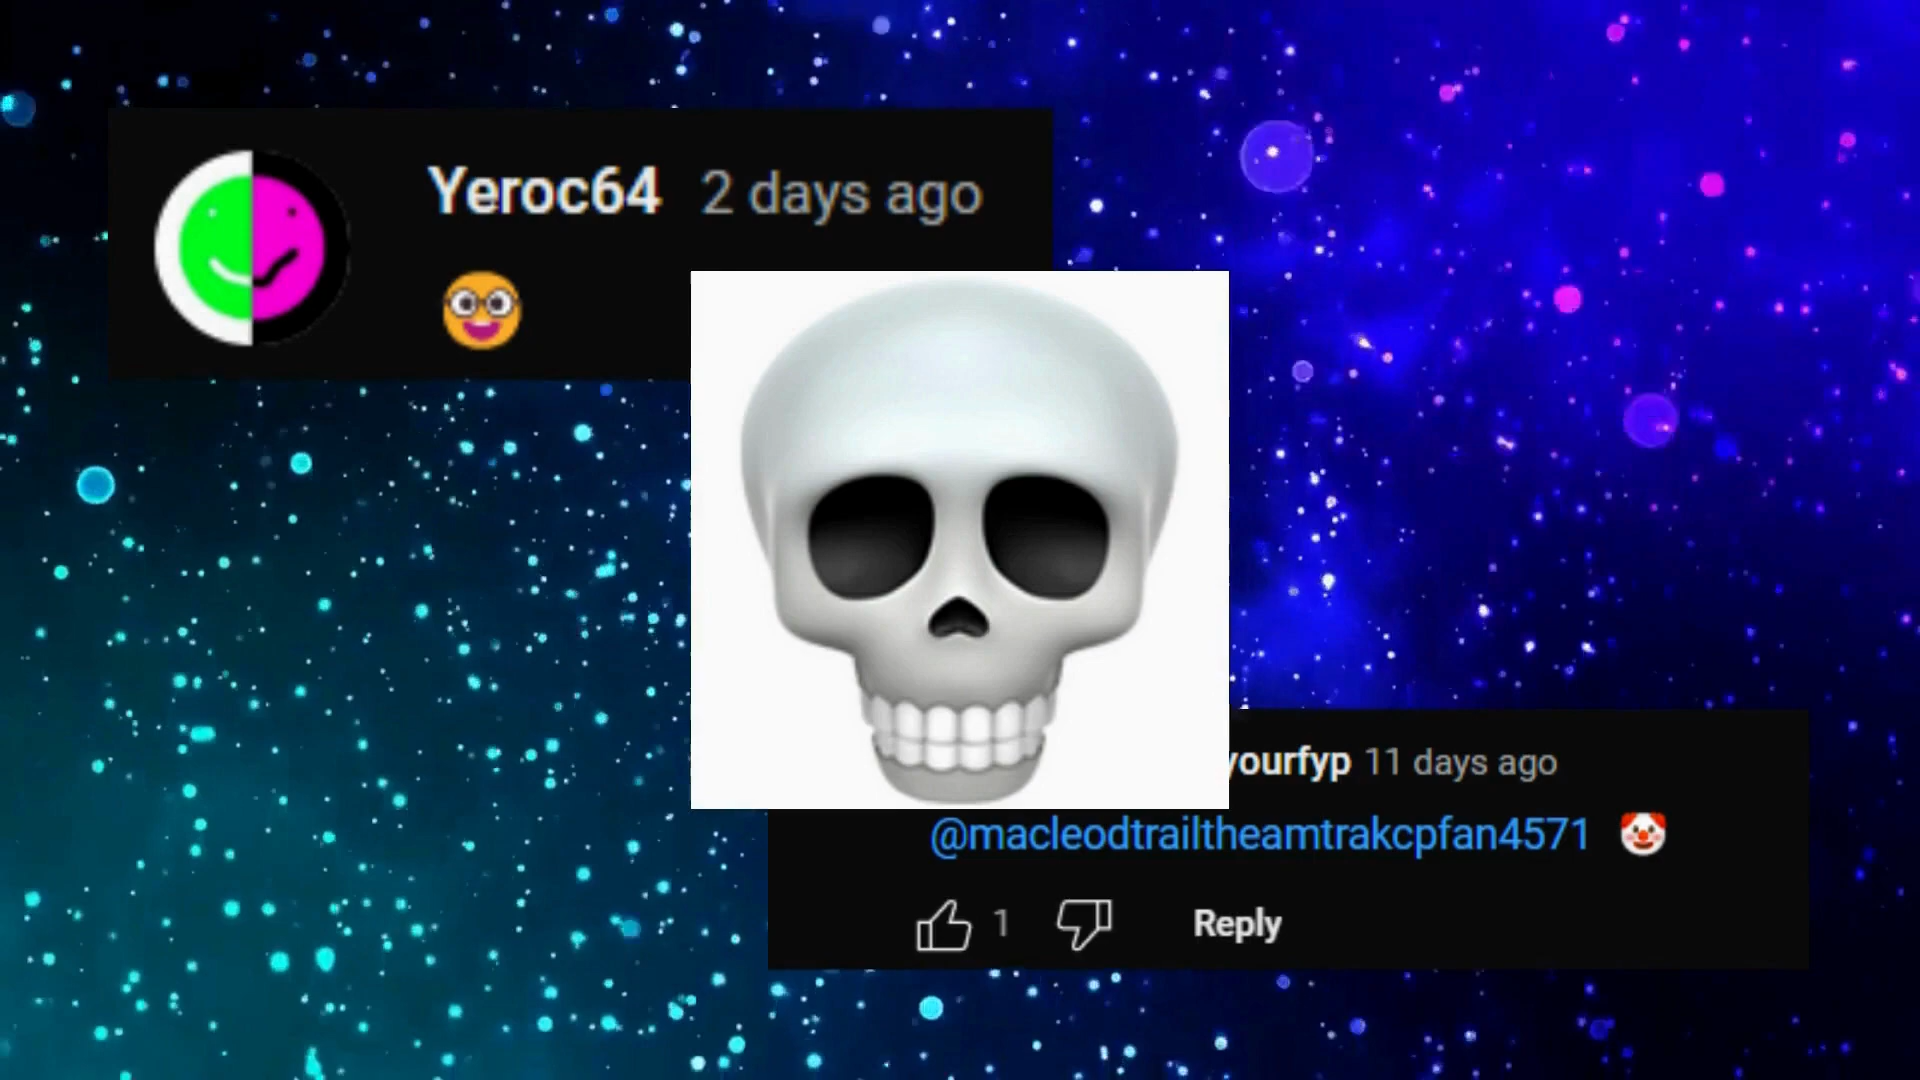 Yeroc64 2 days ago
🤓
yourfyp 11 days ago
@macleodtrailtheamtrakcpfan4571 🤡
1 Reply